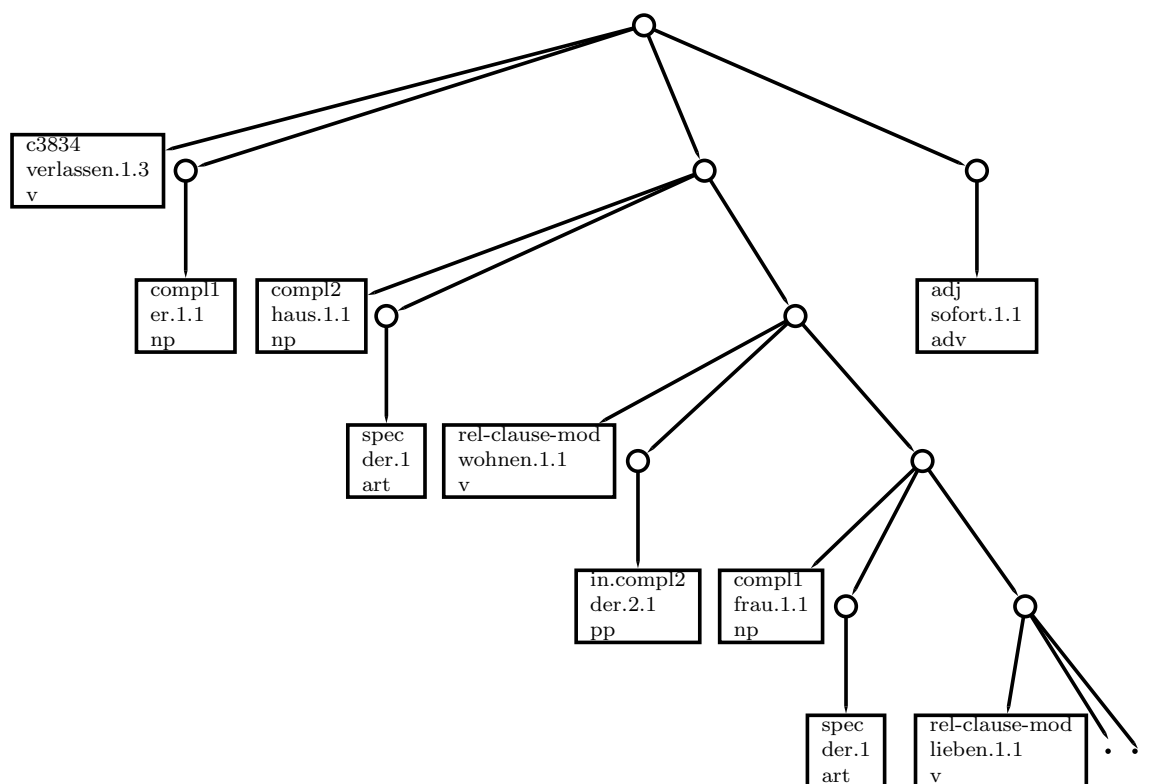 c3834
verlassen.1.3
v
compl1
er.1.1
np
compl2
haus.1.1
np
adj
sofort.1.1
adv
spec
der.1
art
rel-clause-mod
wohnen.1.1
v
in.compl2
der.2.1
pp
compl1
frau.1.1
np
spec
der.1
art
rel-clause-mod
lieben.1.1
v